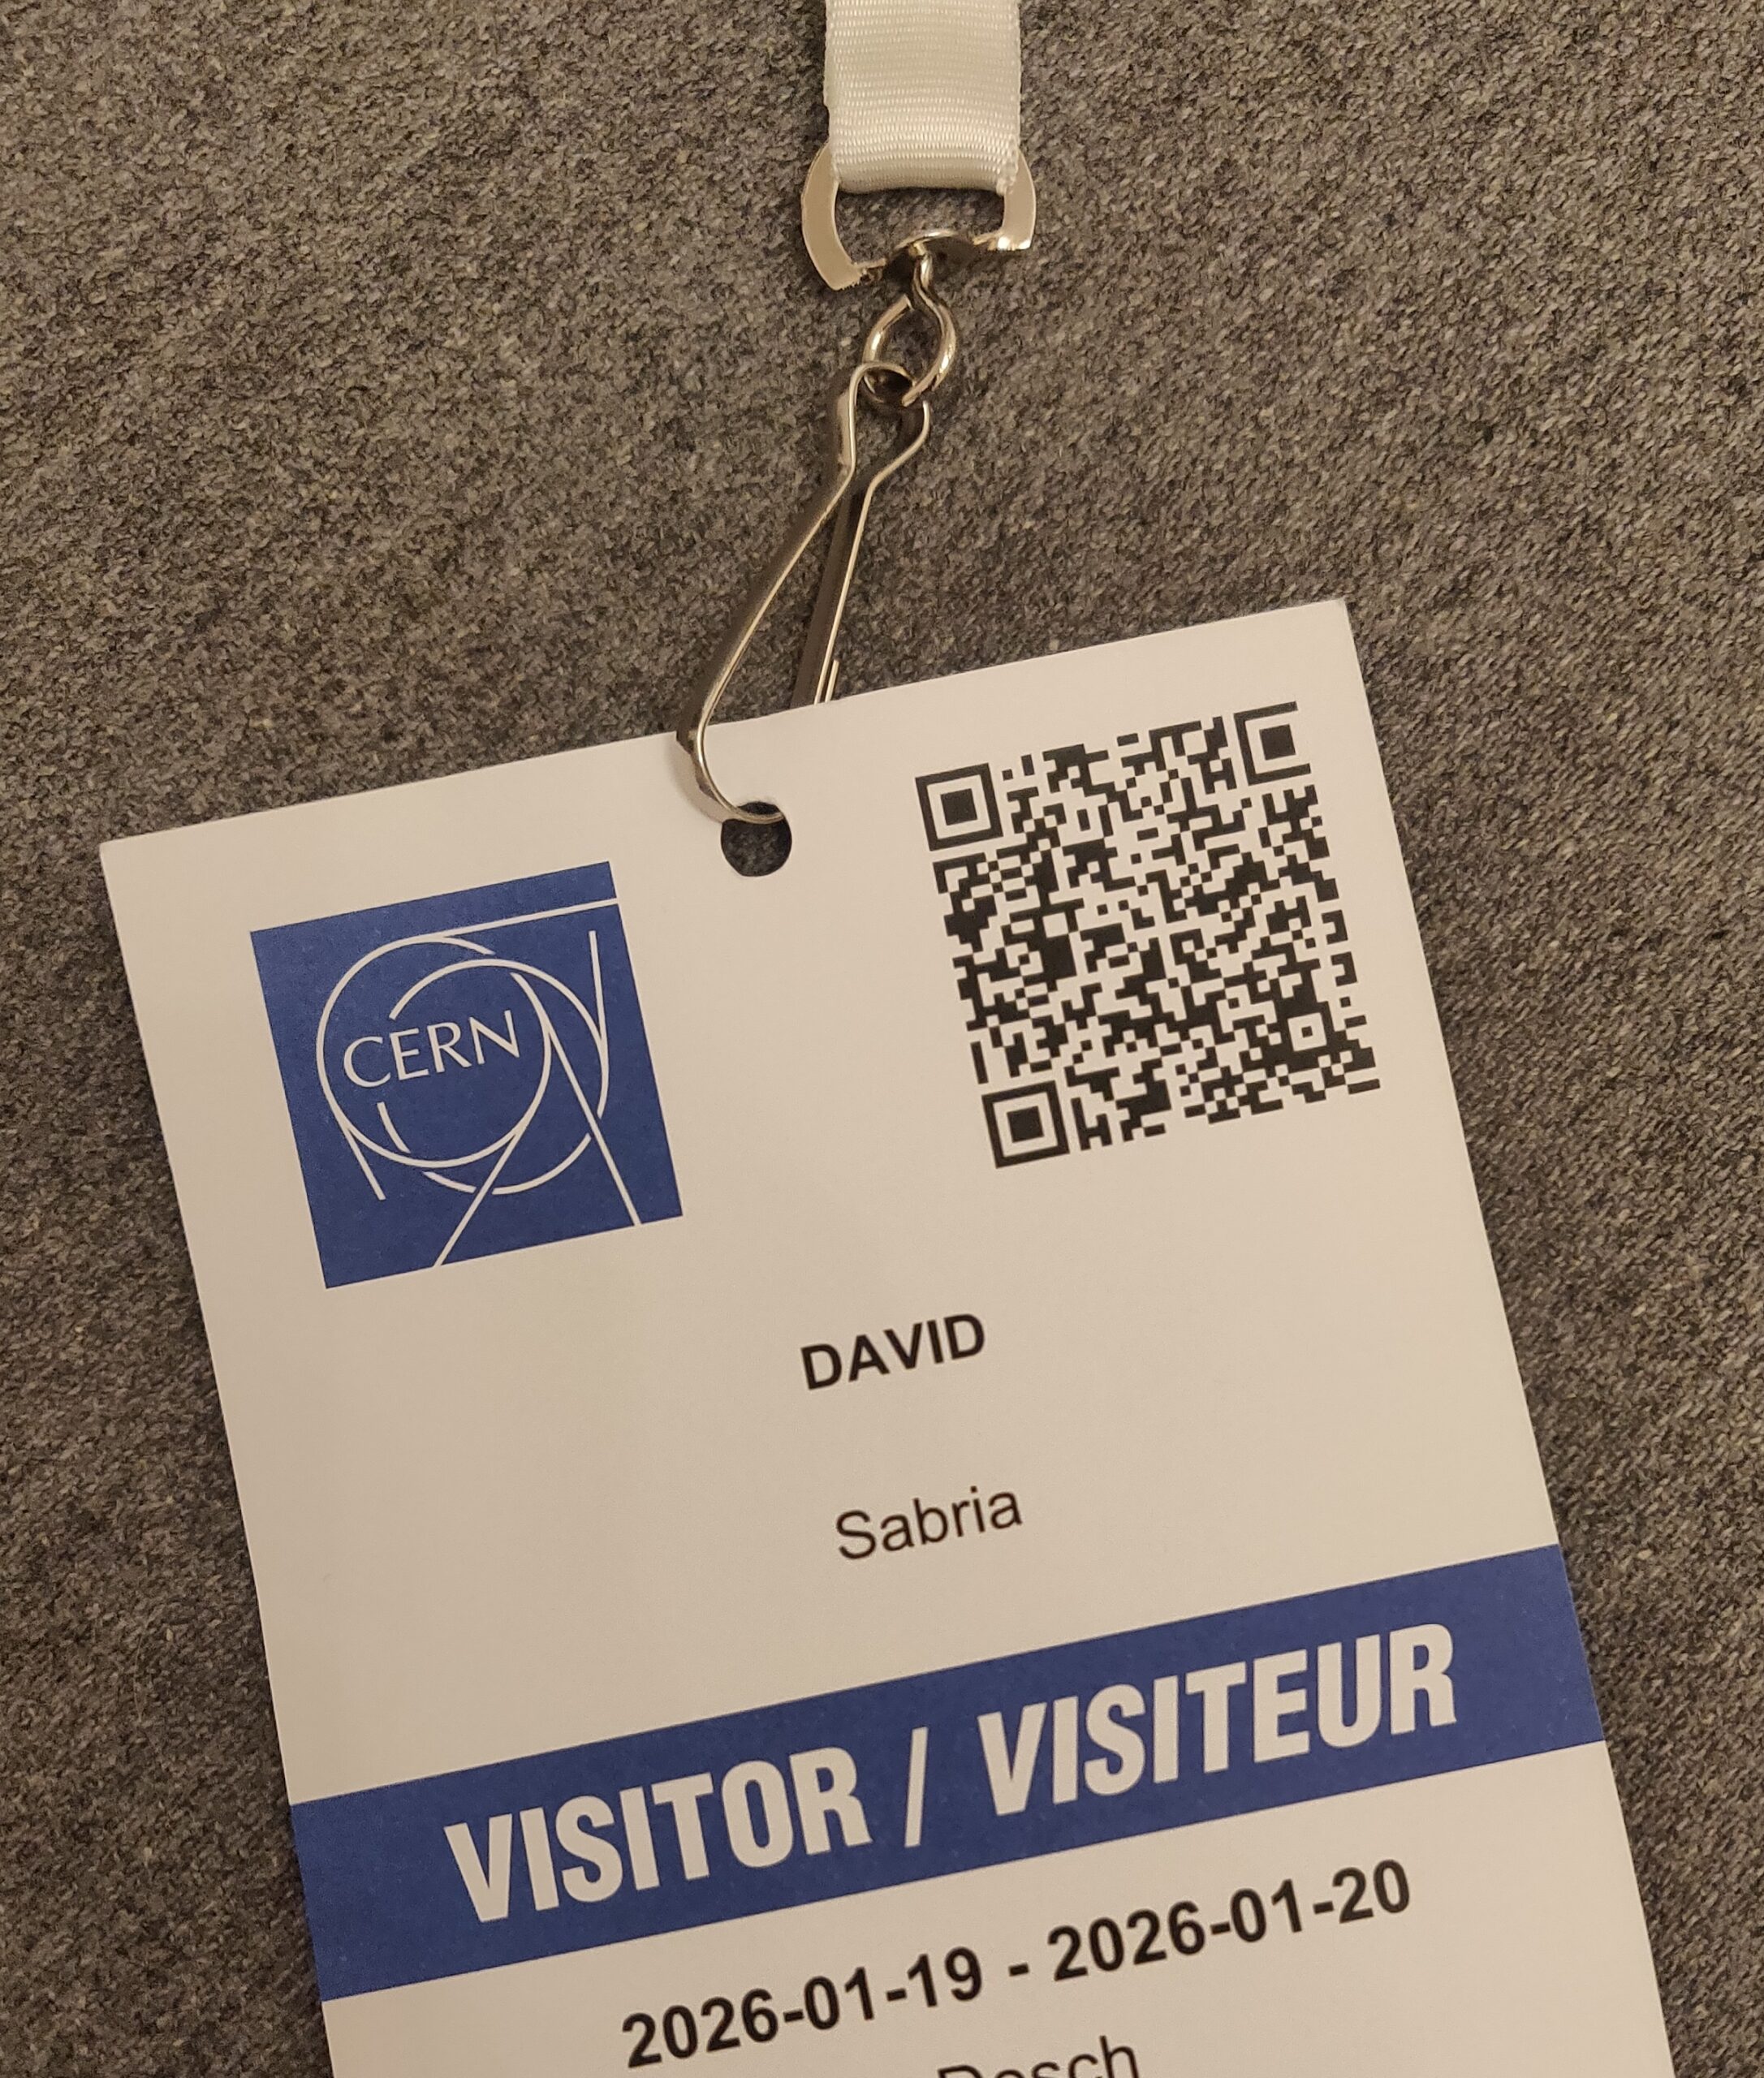 CERN
DAVID
Sabria
VISITOR / VISITEUR
2026-01-19 - 2026-01-20